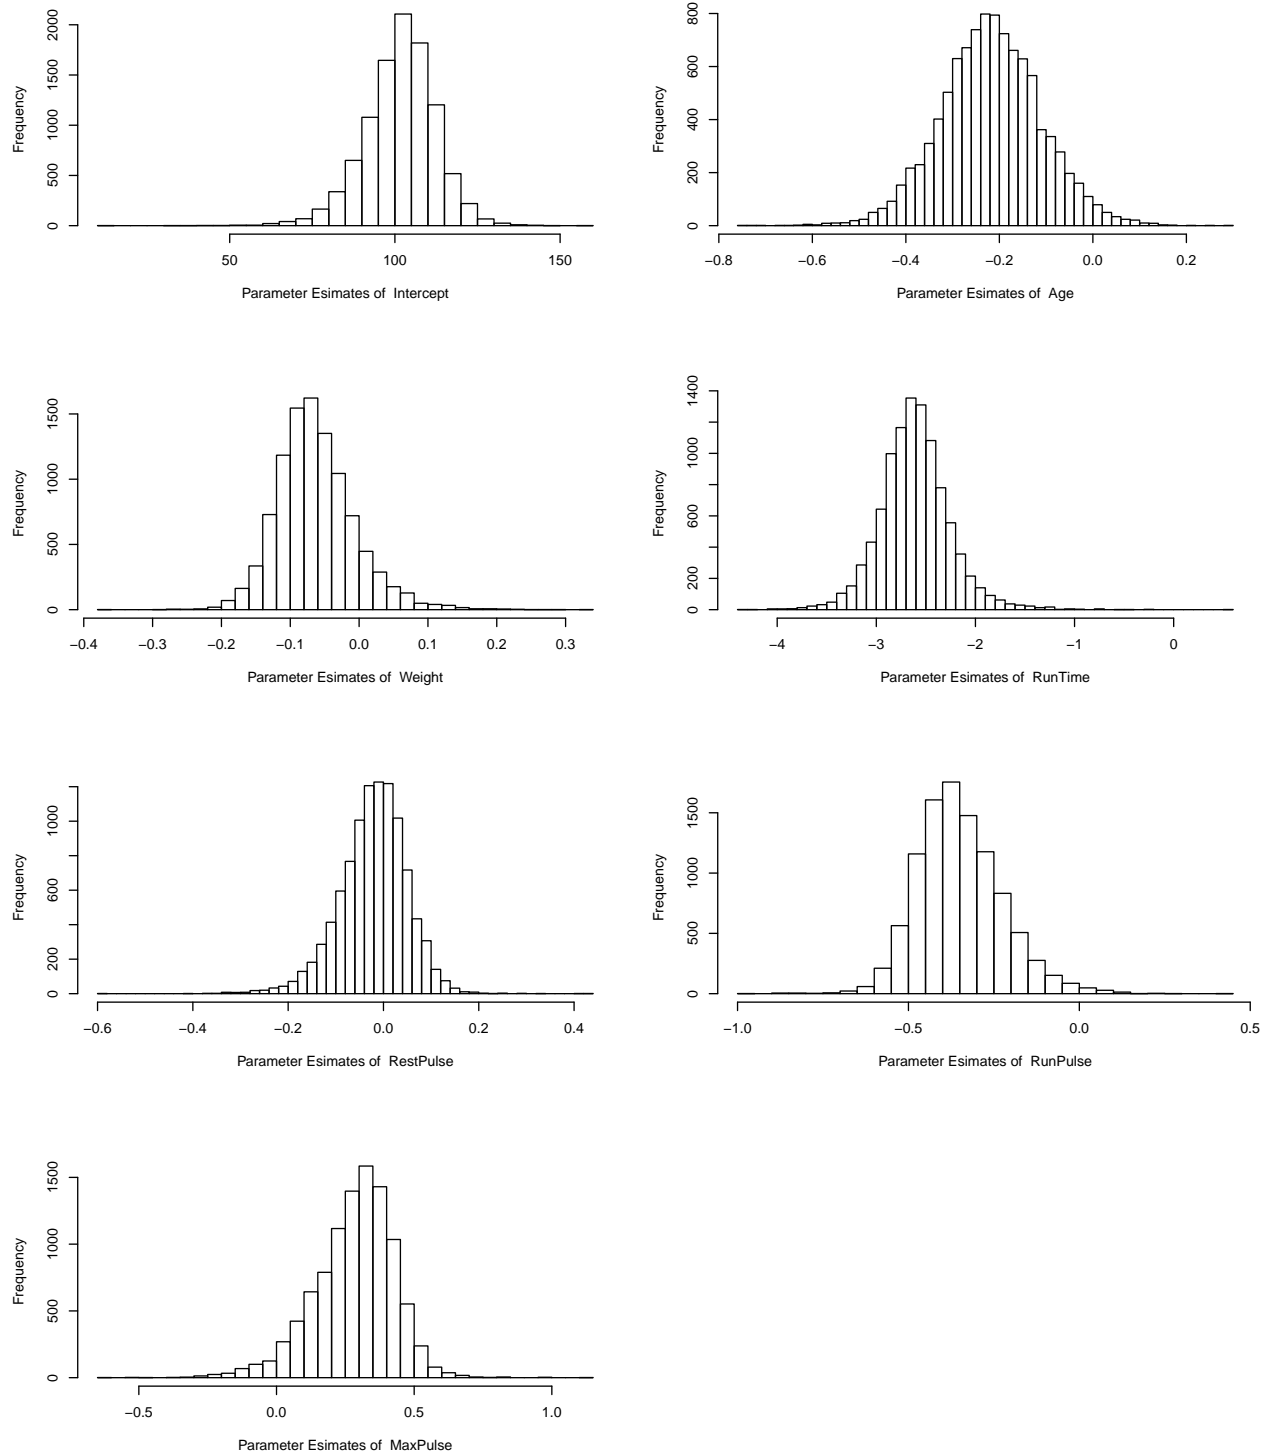 Frequency
0 500 1000 1500 2000
50 100 150
Parameter Esimates of Intercept
Frequency
0 200 400 600 800
−0.8 −0.6 −0.4 −0.2 0.0 0.2
Parameter Esimates of Age
Frequency
0 500 1000 1500
−0.4 −0.3 −0.2 −0.1 0.0 0.1 0.2 0.3
Parameter Esimates of Weight
Frequency
0 200 600 1000 1400
−4 −3 −2 −1 0
Parameter Esimates of RunTime
Frequency
0 200 600 1000
−0.6 −0.4 −0.2 0.0 0.2 0.4
Parameter Esimates of RestPulse
Frequency
0 500 1000 1500
−1.0 −0.5 0.0 0.5
Parameter Esimates of RunPulse
Frequency
0 500 1000 1500
−0.5 0.0 0.5 1.0
Parameter Esimates of MaxPulse